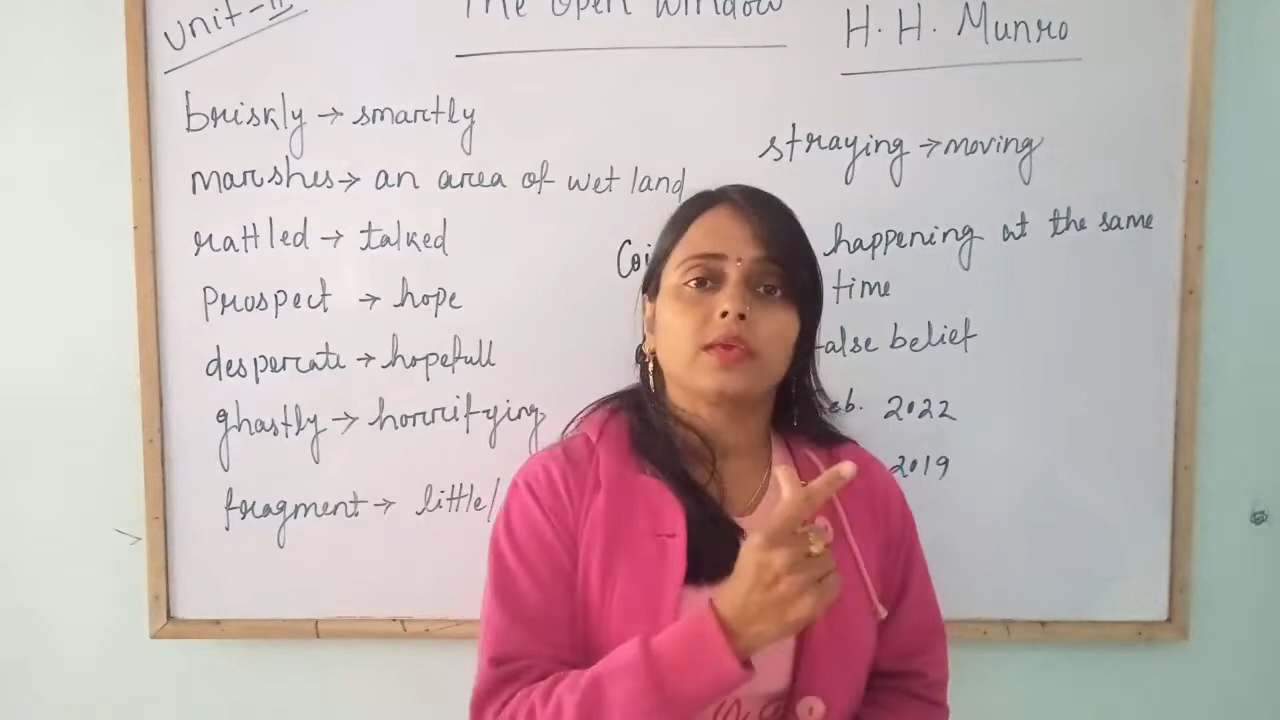 Unit-II
The Open Window
H. H. Munro
briskly → smartly
marshes → an area of wet land
rattled → talked
Prospect → hope
desperate → hopefull
ghastly → horrifying
fragment → little/
straying → moving
happening at the same
time
false belief
Feb. 2022
2019